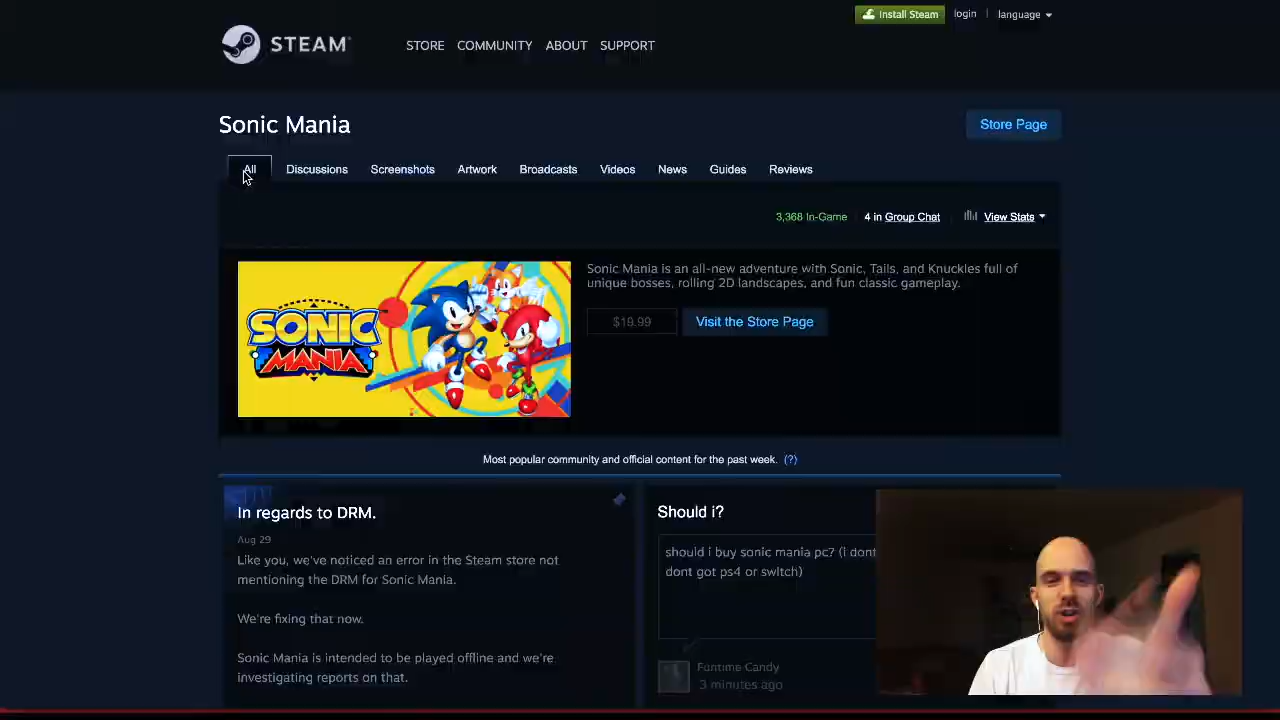 Install Steam
login
language
STEAM
STORE
COMMUNITY
ABOUT
SUPPORT
Sonic Mania
Store Page
All
Discussions
Screenshots
Artwork
Broadcasts
Videos
News
Guides
Reviews
3,368 In-Game
4 in Group Chat
View Stats
SONIC
MANIA
Sonic Mania is an all-new adventure with Sonic, Tails, and Knuckles full of
unique bosses, rolling 2D landscapes, and fun classic gameplay.
$19.99
Visit the Store Page
Most popular community and official content for the past week. (?)
In regards to DRM.
Aug 29
Like you, we've noticed an error in the Steam store not
mentioning the DRM for Sonic Mania.
We're fixing that now.
Sonic Mania is intended to be played offline and we're
investigating reports on that.
Should i?
should i buy sonic mania pc? (i dont
dont got ps4 or switch)
Funtime Candy
3 minutes ago